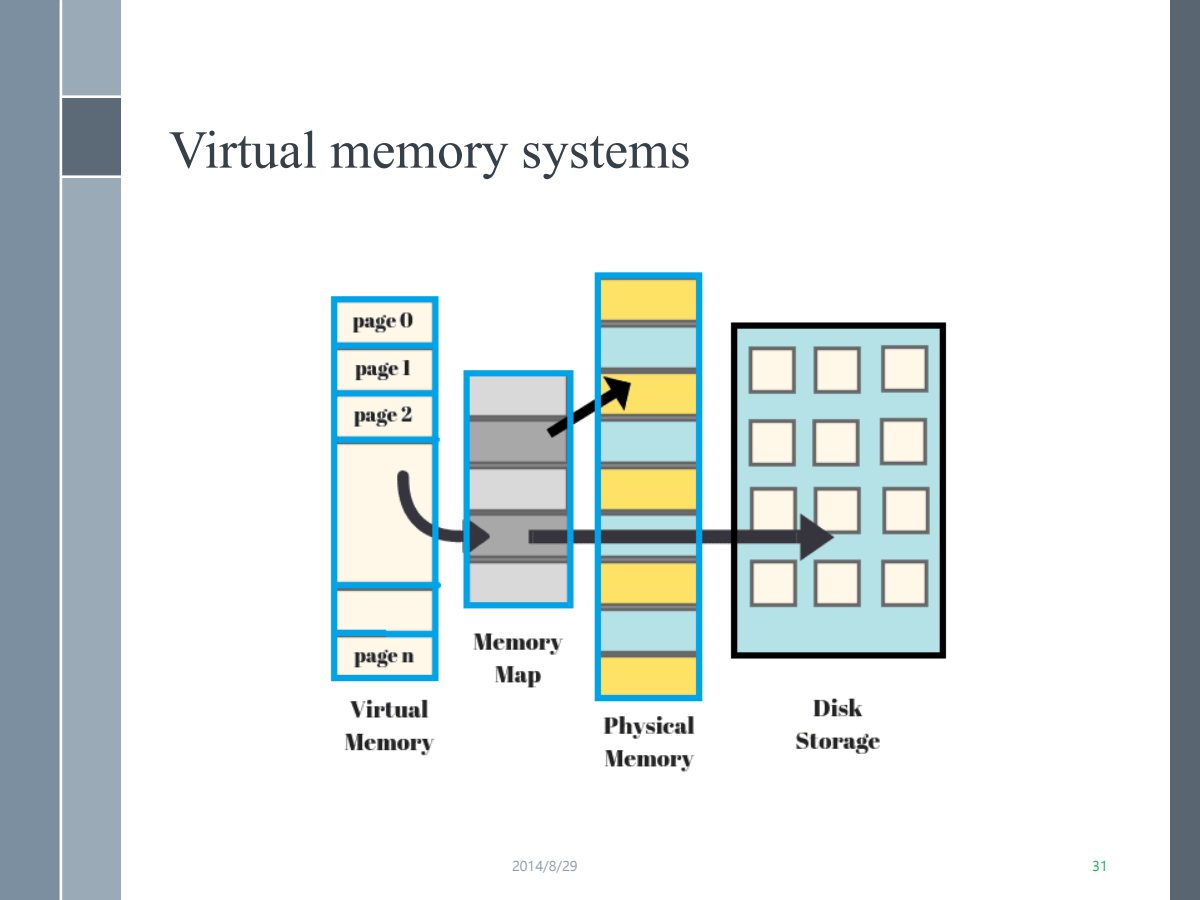 Virtual memory systems
page 0
page 1
page 2
page n
Virtual
Memory
Memory
Map
Physical
Memory
Disk
Storage
2014/8/29
31